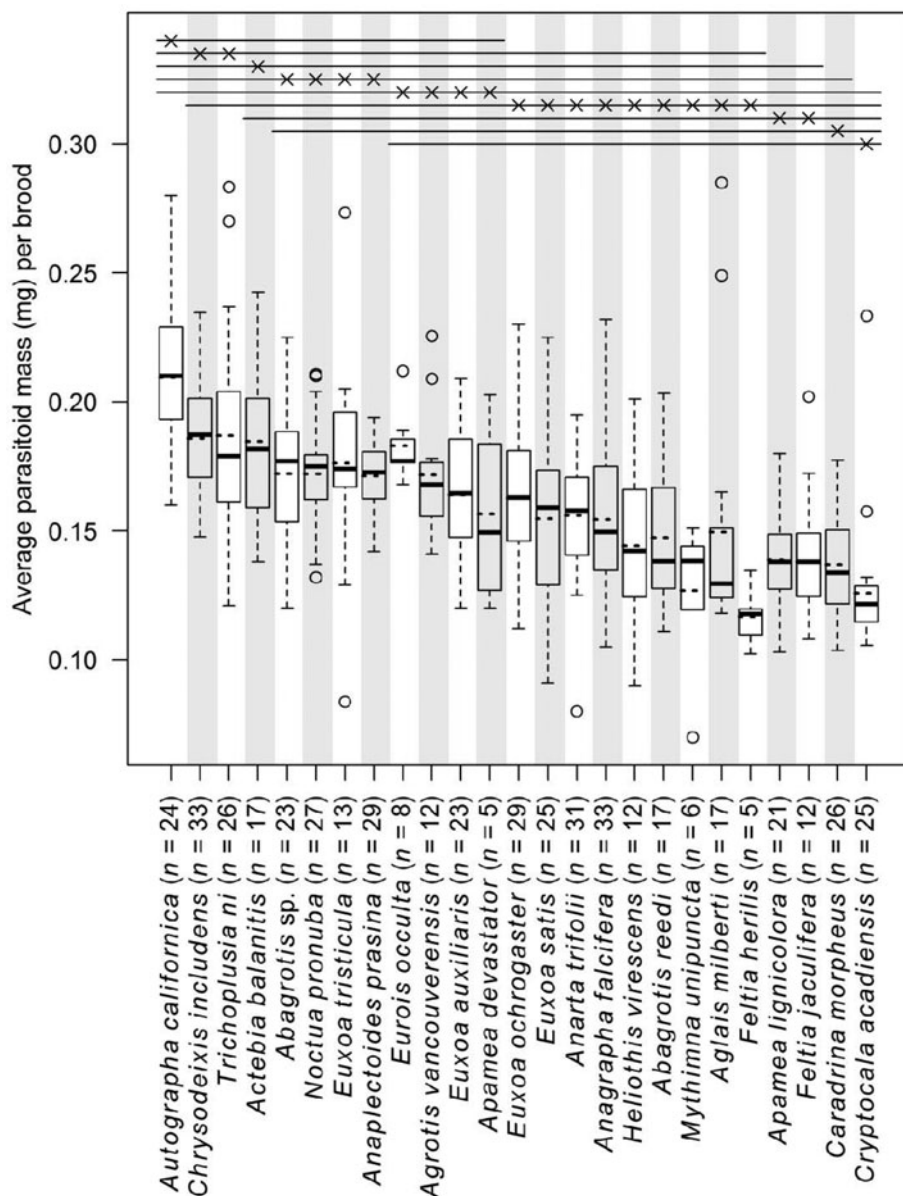 Average parasitoid mass (mg) per brood
0.30
0.25
0.20
0.15
0.10
Autographa californica (n = 24)
Chrysodeixis includens (n = 33)
Trichoplusia ni (n = 26)
Actebia balanitis (n = 17)
Abagrotis sp. (n = 23)
Noctua pronuba (n = 27)
Euxoa tristicula (n = 13)
Anaplectoides prasina (n = 29)
Eurois occulta (n = 8)
Agrotis vancouverensis (n = 12)
Euxoa auxiliaris (n = 23)
Apamea devastator (n = 5)
Euxoa ochrogaster (n = 29)
Euxoa satis (n = 25)
Anarta trifolii (n = 31)
Anagrapha falcifera (n = 33)
Heliothis virescens (n = 12)
Abagrotis reedi (n = 17)
Mythimna unipuncta (n = 6)
Aglais milberti (n = 17)
Feltia herilis (n = 5)
Apamea lignicolora (n = 21)
Feltia jaculifera (n = 12)
Caradrina morpheus (n = 26)
Cryptocala acadiensis (n = 25)